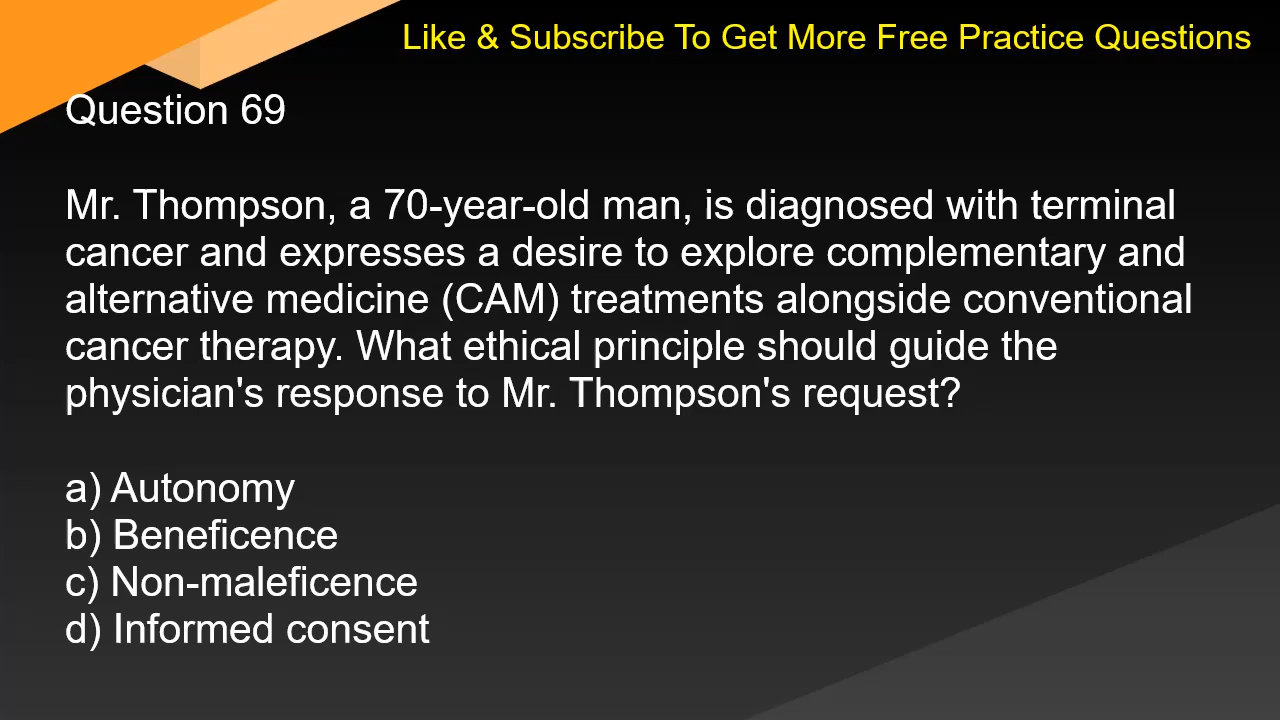 Like & Subscribe To Get More Free Practice Questions
Question 69
Mr. Thompson, a 70-year-old man, is diagnosed with terminal
cancer and expresses a desire to explore complementary and
alternative medicine (CAM) treatments alongside conventional
cancer therapy. What ethical principle should guide the
physician's response to Mr. Thompson's request?
a) Autonomy
b) Beneficence
c) Non-maleficence
d) Informed consent